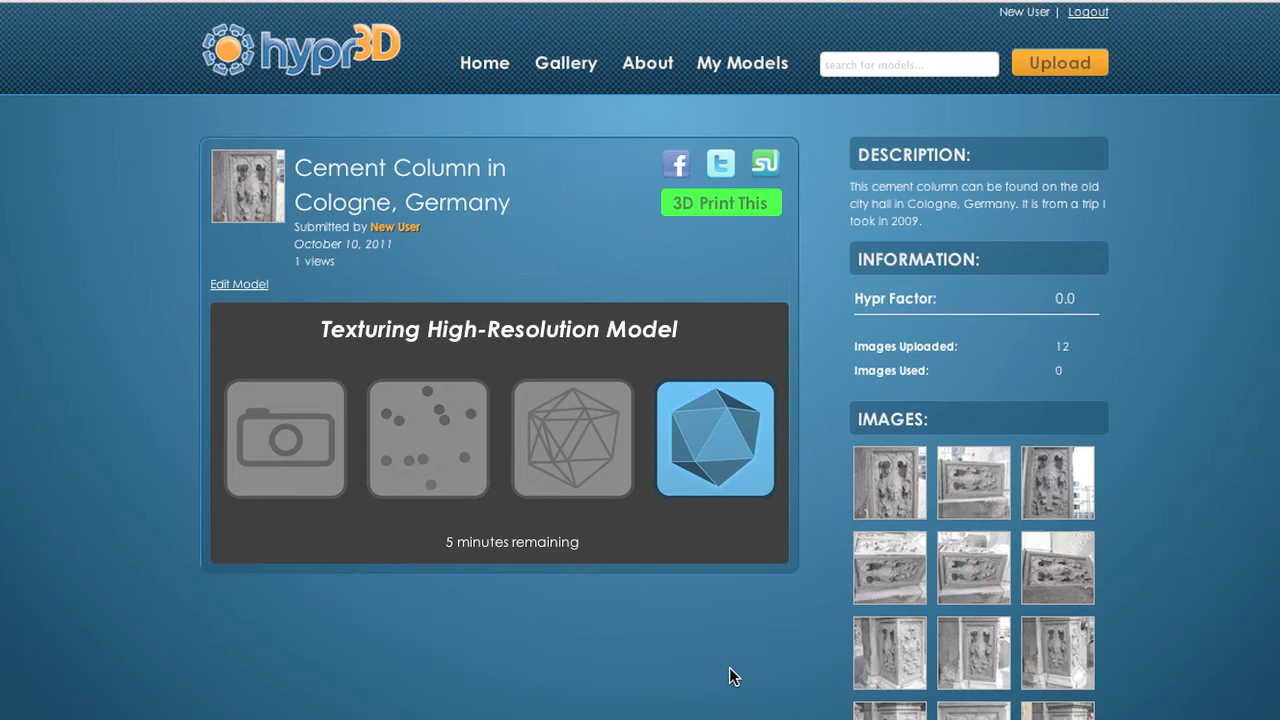 New User | Logout
hypr3D
Home Gallery About My Models
search for models...
Upload
Cement Column in
Cologne, Germany
Submitted by New User
October 10, 2011
1 views
f t SU
3D Print This
Edit Model
Texturing High-Resolution Model
5 minutes remaining
DESCRIPTION:
This cement column can be found on the old
city hall in Cologne, Germany. It is from a trip I
took in 2009.
INFORMATION:
Hypr Factor: 0.0
Images Uploaded: 12
Images Used: 0
IMAGES: